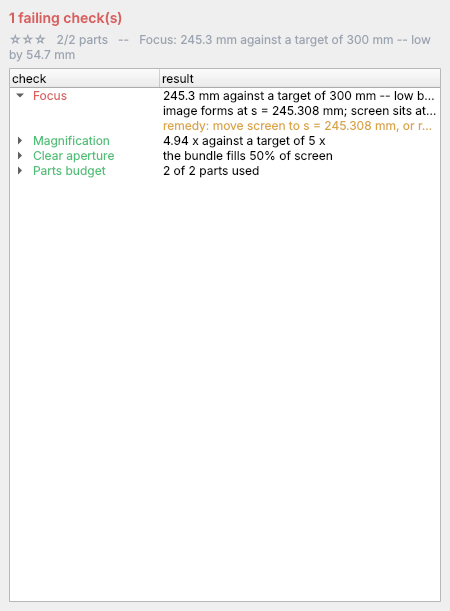 1 failing check(s)
☆☆☆ 2/2 parts -- Focus: 245.3 mm against a target of 300 mm -- low
by 54.7 mm
check result
Focus 245.3 mm against a target of 300 mm -- low b...
image forms at s = 245.308 mm; screen sits at...
remedy: move screen to s = 245.308 mm, or r...
Magnification 4.94 x against a target of 5 x
Clear aperture the bundle fills 50% of screen
Parts budget 2 of 2 parts used